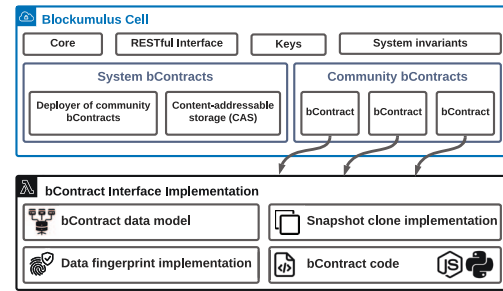 Blockumulus Cell
Core
RESTful Interface
Keys
System invariants
System bContracts
Community bContracts
Deployer of community
bContracts
Content-addressable
storage (CAS)
bContract
bContract
bContract
λ
bContract Interface Implementation
bContract data model
Snapshot clone implementation
Data fingerprint implementation
bContract code
JS